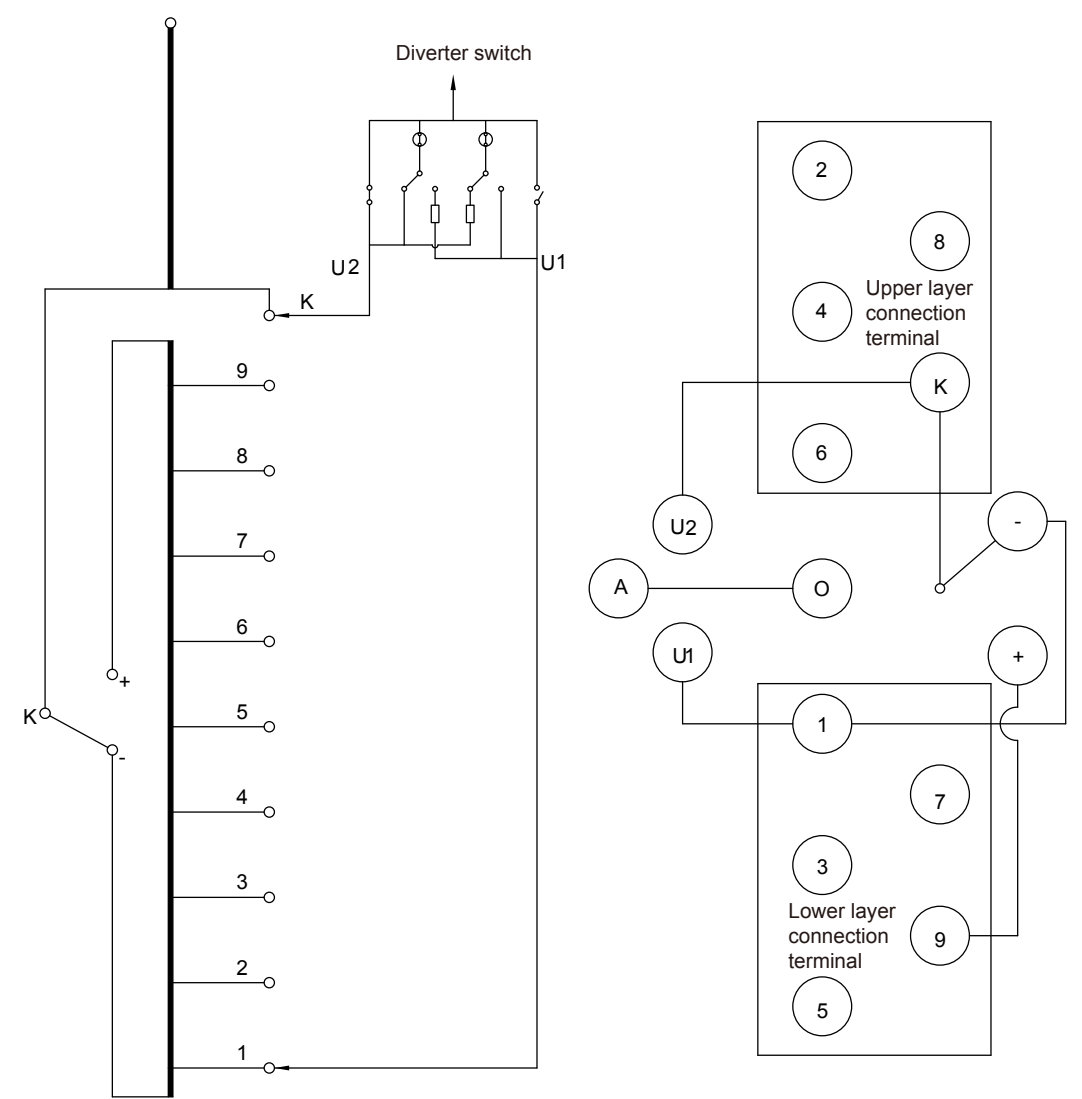 Diverter switch
U2
U1
K
9
8
7
6
+
K
5
-
4
3
2
1
2
8
4
Upper layer
connection
terminal
K
6
U2
-
A
O
U1
+
1
7
3
Lower layer
connection
terminal
9
5